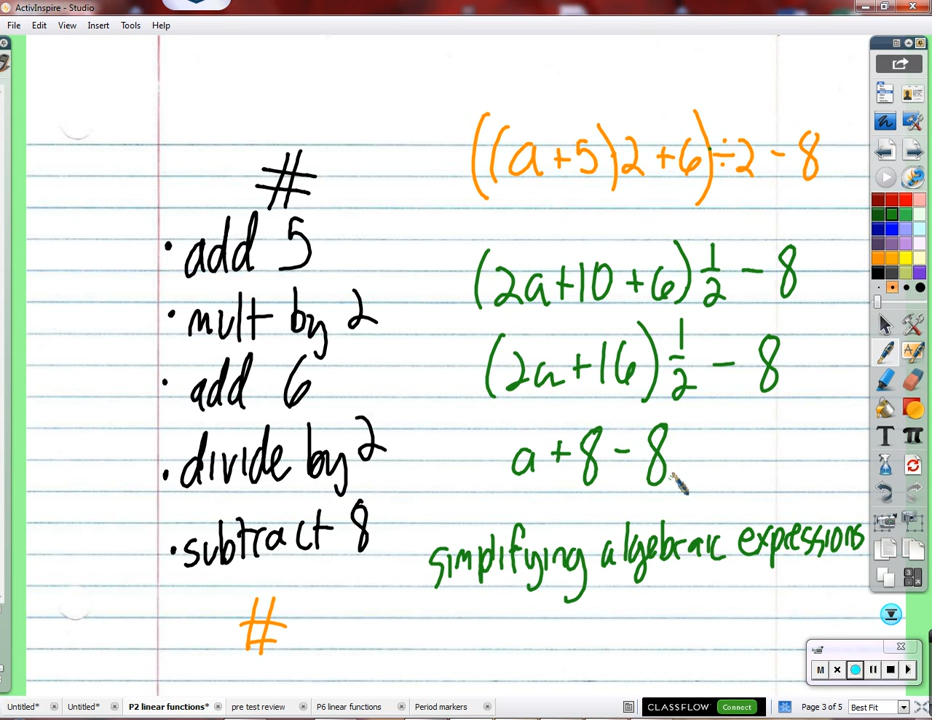 ActivInspire - Studio
File Edit View Insert Tools Help
#
· add 5
· mult by 2
· add 6
· divide by 2
· subtract 8
#
((a+5)2+6)÷2-8
(2a+10+6)1/2-8
(2a+16)1/2-8
a+8-8
simplifying algebraic expressions
M
Untitled* Untitled* P2 linear functions* pre test review P6 linear functions Period markers CLASSFLOW Connect Page 3 of 5 Best Fit